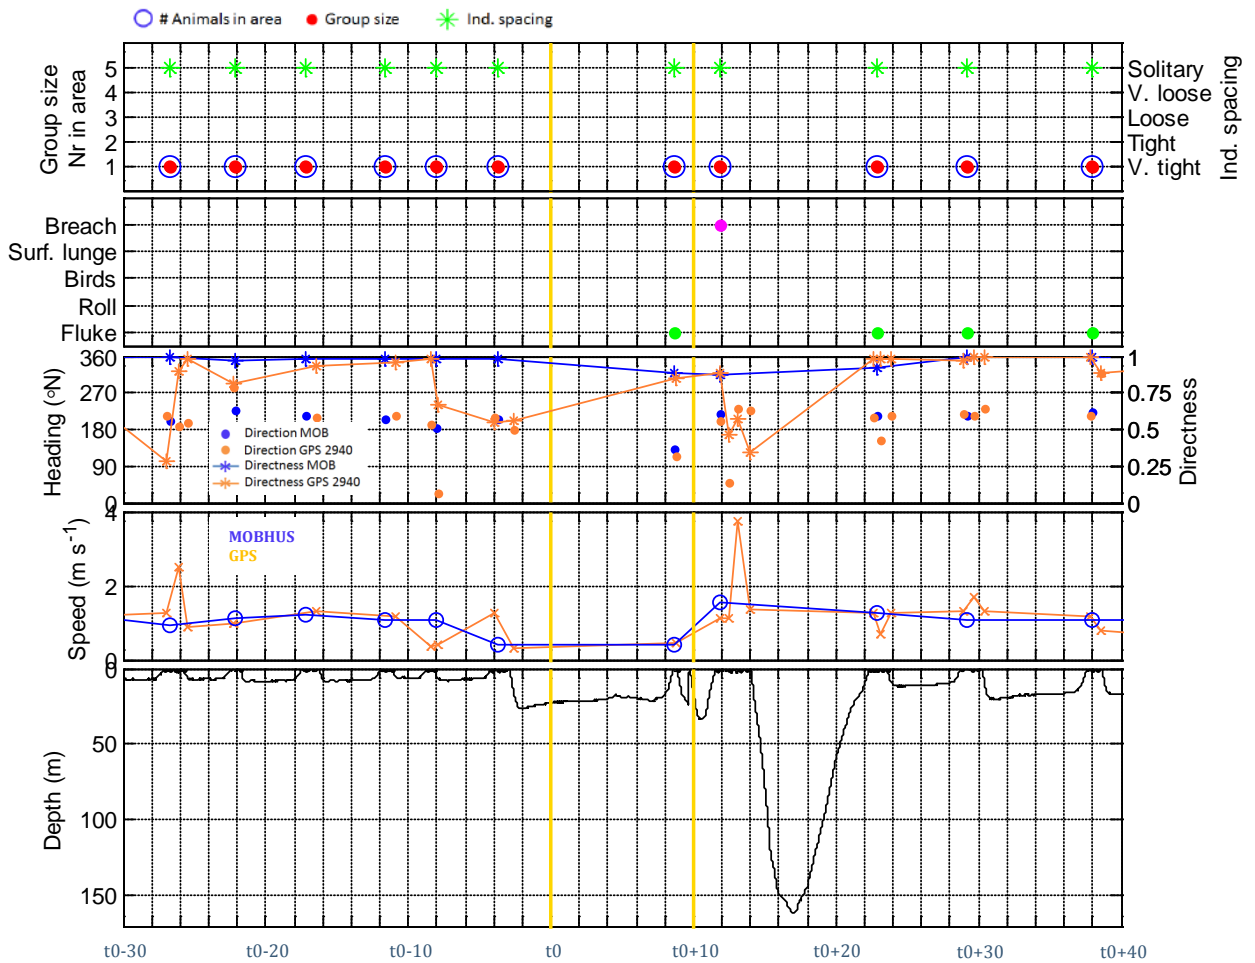 # Animals in area Group size Ind. spacing
Group size
Nr in area
5
4
3
2
1
Solitary
V. loose
Loose
Tight
V. tight
Ind. spacing
Breach
Surf. lunge
Birds
Roll
Fluke
Heading (oN)
360
270
180
90
0
Direction MOB
Direction GPS 2940
Directness MOB
Directness GPS 2940
1
0.75
0.5
0.25
0
Directness
Speed (m s-1)
4
2
0
MOBHUS
GPS
Depth (m)
0
50
100
150
t0-30 t0-20 t0-10 t0 t0+10 t0+20 t0+30 t0+40